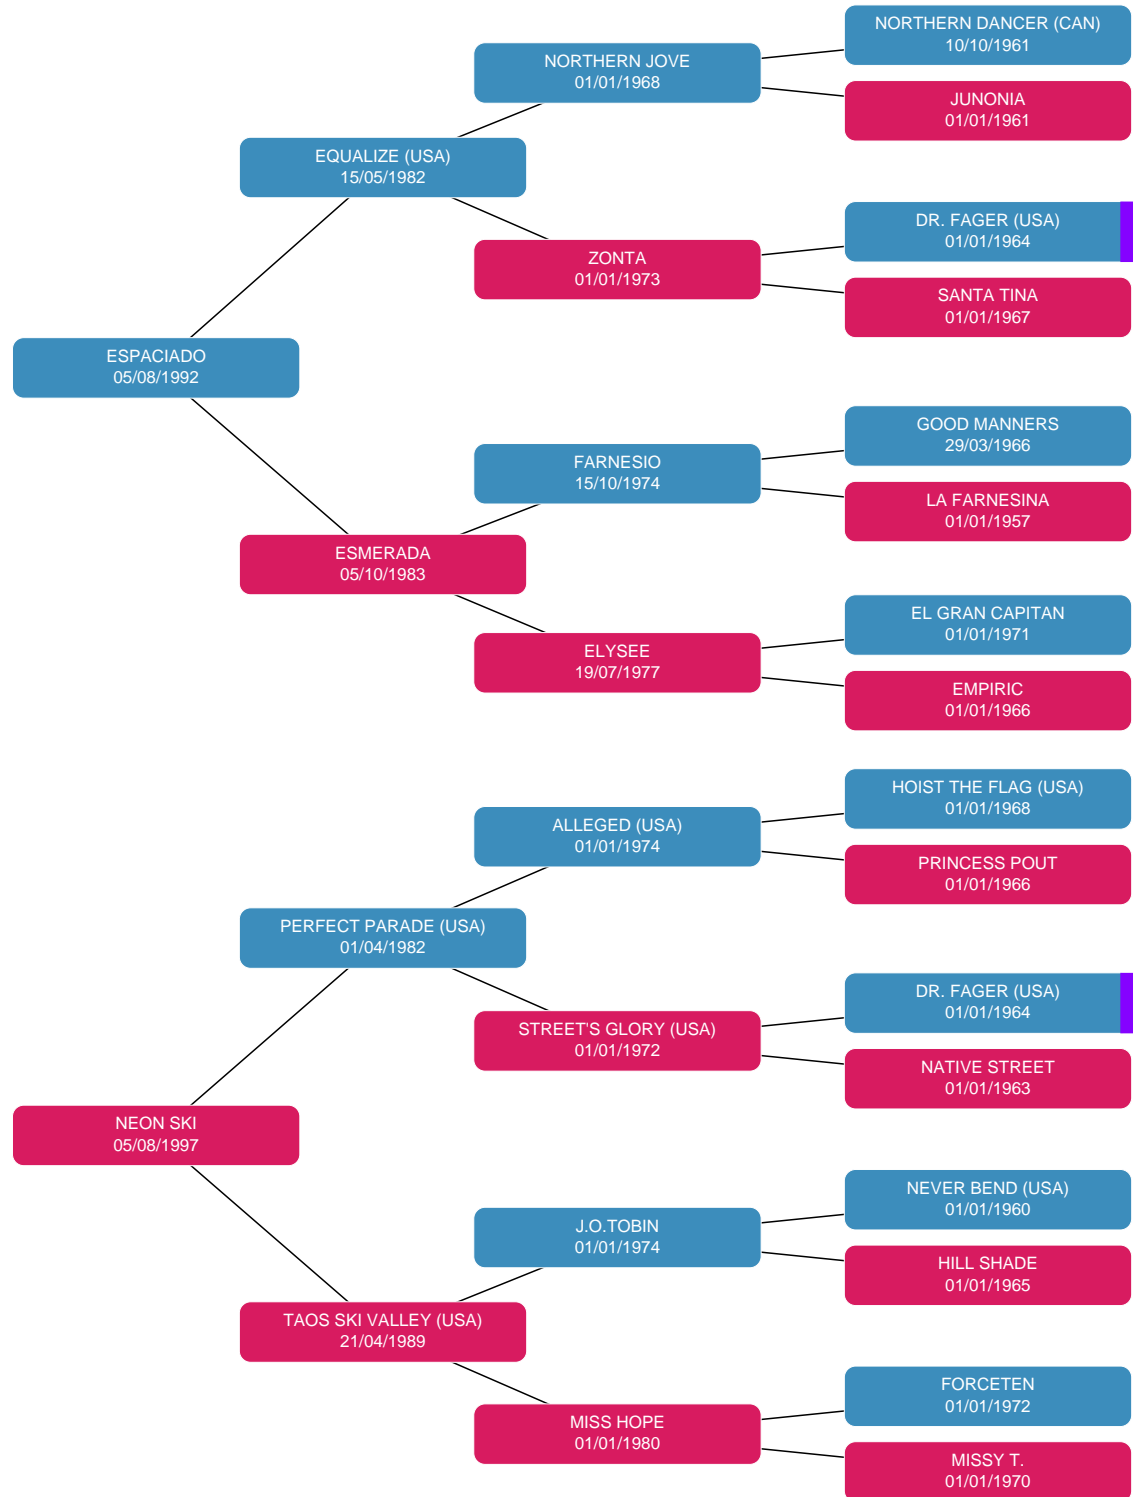 NORTHERN DANCER (CAN)
10/10/1961
NORTHERN JOVE
01/01/1968
JUNONIA
01/01/1961
EQUALIZE (USA)
15/05/1982
DR. FAGER (USA)
01/01/1964
ZONTA
01/01/1973
SANTA TINA
01/01/1967
ESPACIADO
05/08/1992
GOOD MANNERS
29/03/1966
FARNESIO
15/10/1974
LA FARNESINA
01/01/1957
ESMERADA
05/10/1983
EL GRAN CAPITAN
01/01/1971
ELYSEE
19/07/1977
EMPIRIC
01/01/1966
HOIST THE FLAG (USA)
01/01/1968
ALLEGED (USA)
01/01/1974
PRINCESS POUT
01/01/1966
PERFECT PARADE (USA)
01/04/1982
DR. FAGER (USA)
01/01/1964
STREET'S GLORY (USA)
01/01/1972
NATIVE STREET
01/01/1963
NEON SKI
05/08/1997
NEVER BEND (USA)
01/01/1960
J.O.TOBIN
01/01/1974
HILL SHADE
01/01/1965
TAOS SKI VALLEY (USA)
21/04/1989
FORCETEN
01/01/1972
MISS HOPE
01/01/1980
MISSY T.
01/01/1970